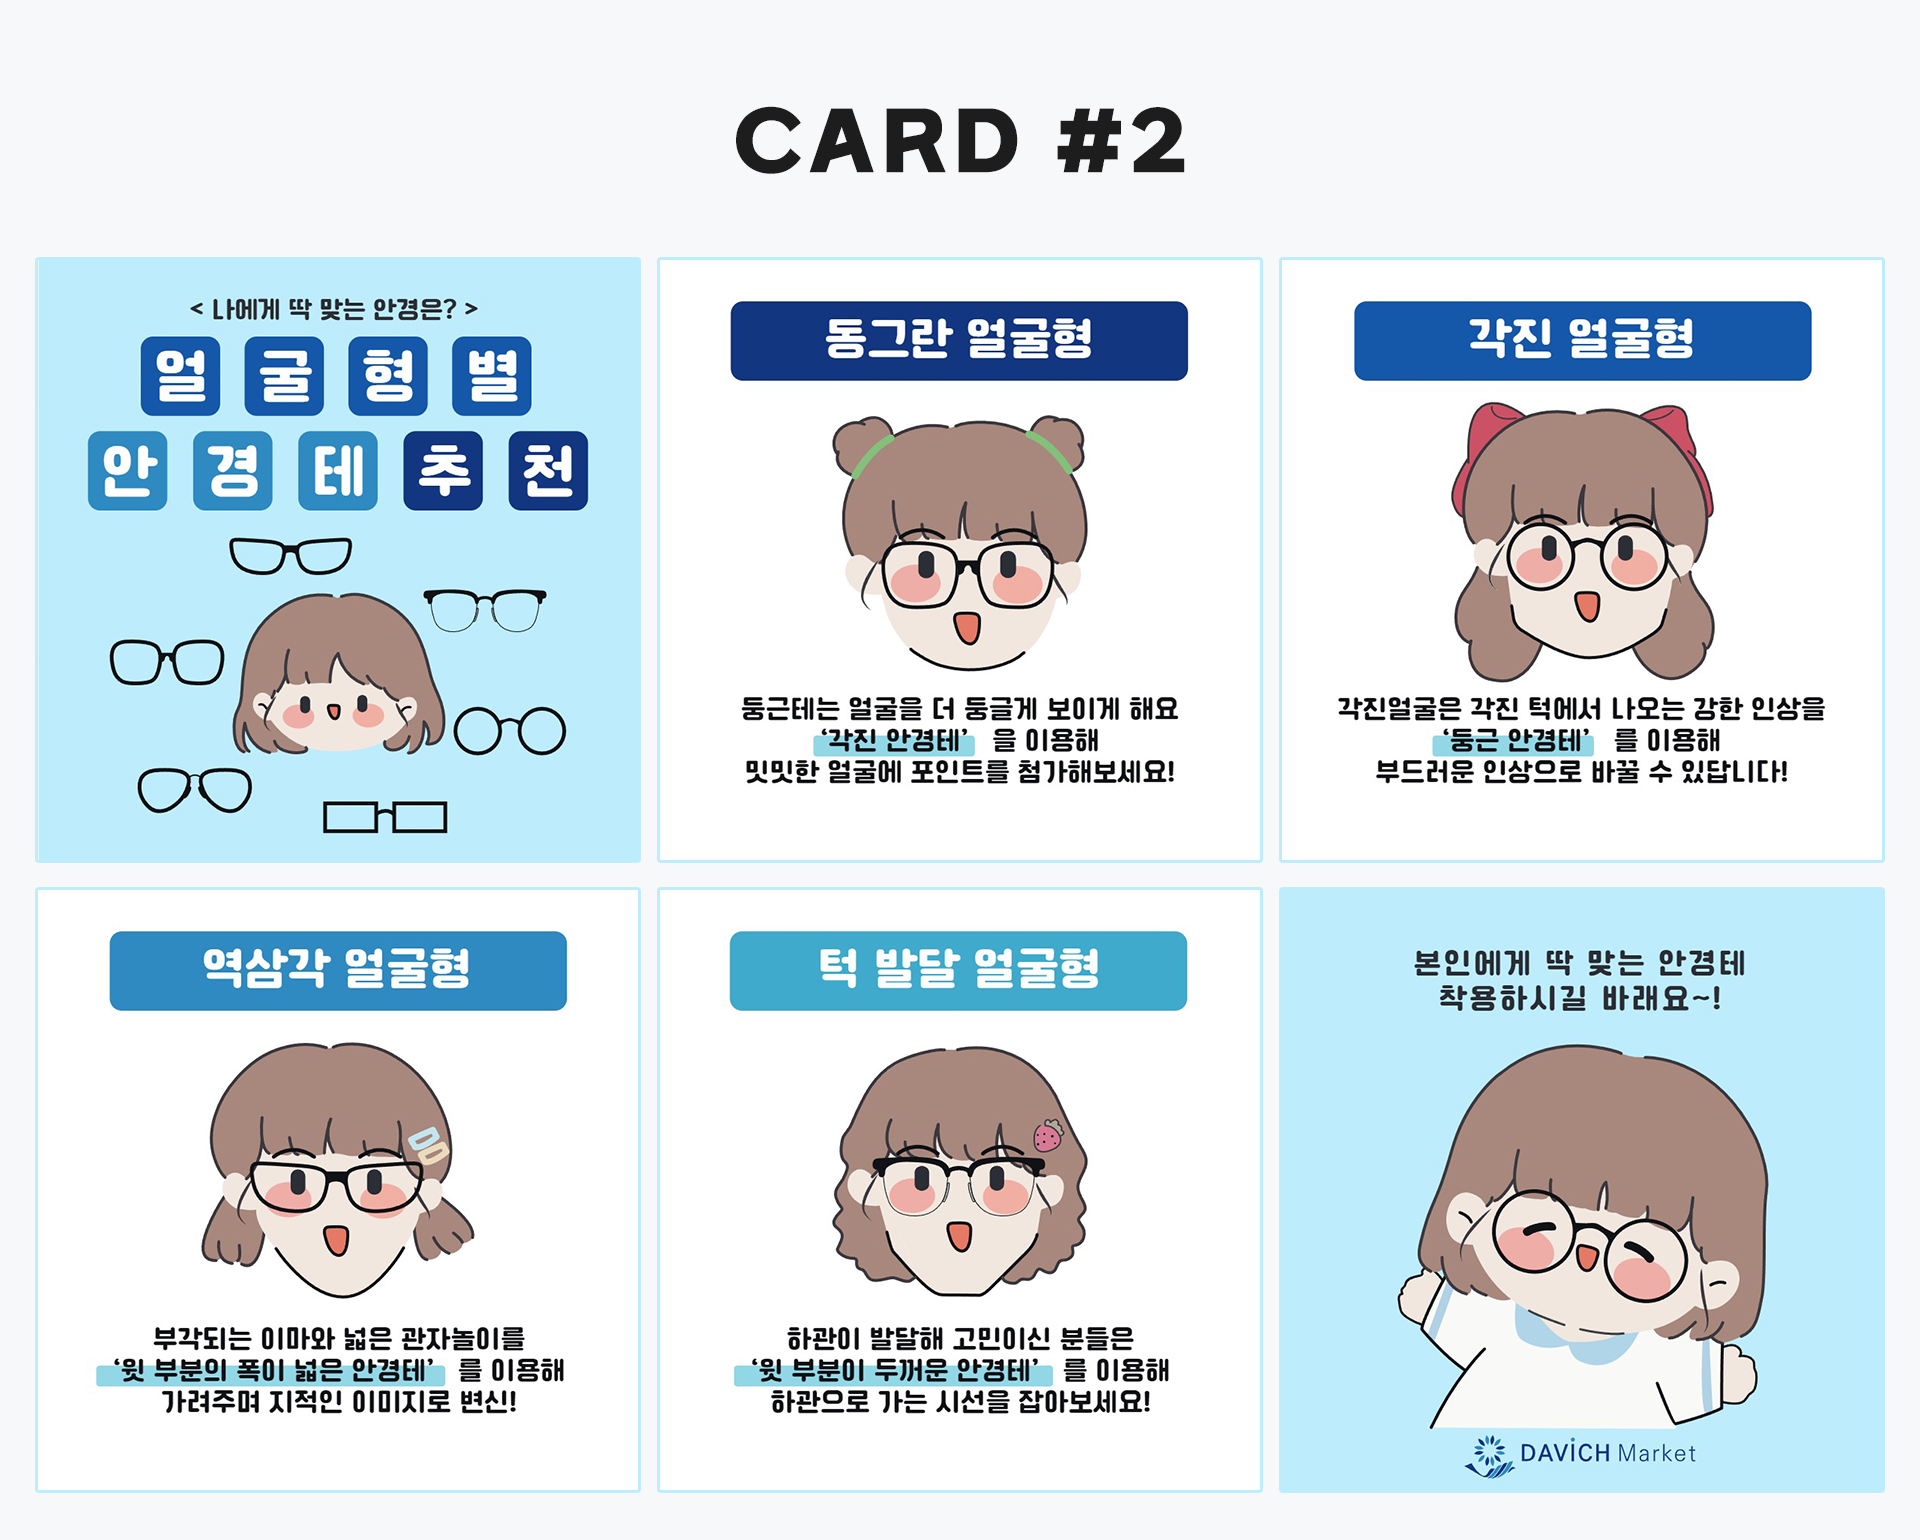 CARD #2
< 나에게 딱 맞는 안경은? >
얼굴형별
안경테추천
동그란 얼굴형
둥근테는 얼굴을 더 둥글게 보이게 해요
‘각진 안경테’ 을 이용해
밋밋한 얼굴에 포인트를 첨가해보세요!
각진 얼굴형
각진얼굴은 각진 턱에서 나오는 강한 인상을
‘둥근 안경테’ 를 이용해
부드러운 인상으로 바꿀 수 있답니다!
역삼각 얼굴형
부각되는 이마와 넓은 관자놀이를
‘윗 부분의 폭이 넓은 안경테’ 를 이용해
가려주며 지적인 이미지로 변신!
턱 발달 얼굴형
하관이 발달해 고민이신 분들은
‘윗 부분이 두꺼운 안경테’ 를 이용해
하관으로 가는 시선을 잡아보세요!
본인에게 딱 맞는 안경테
착용하시길 바래요~!
DAVICH Market